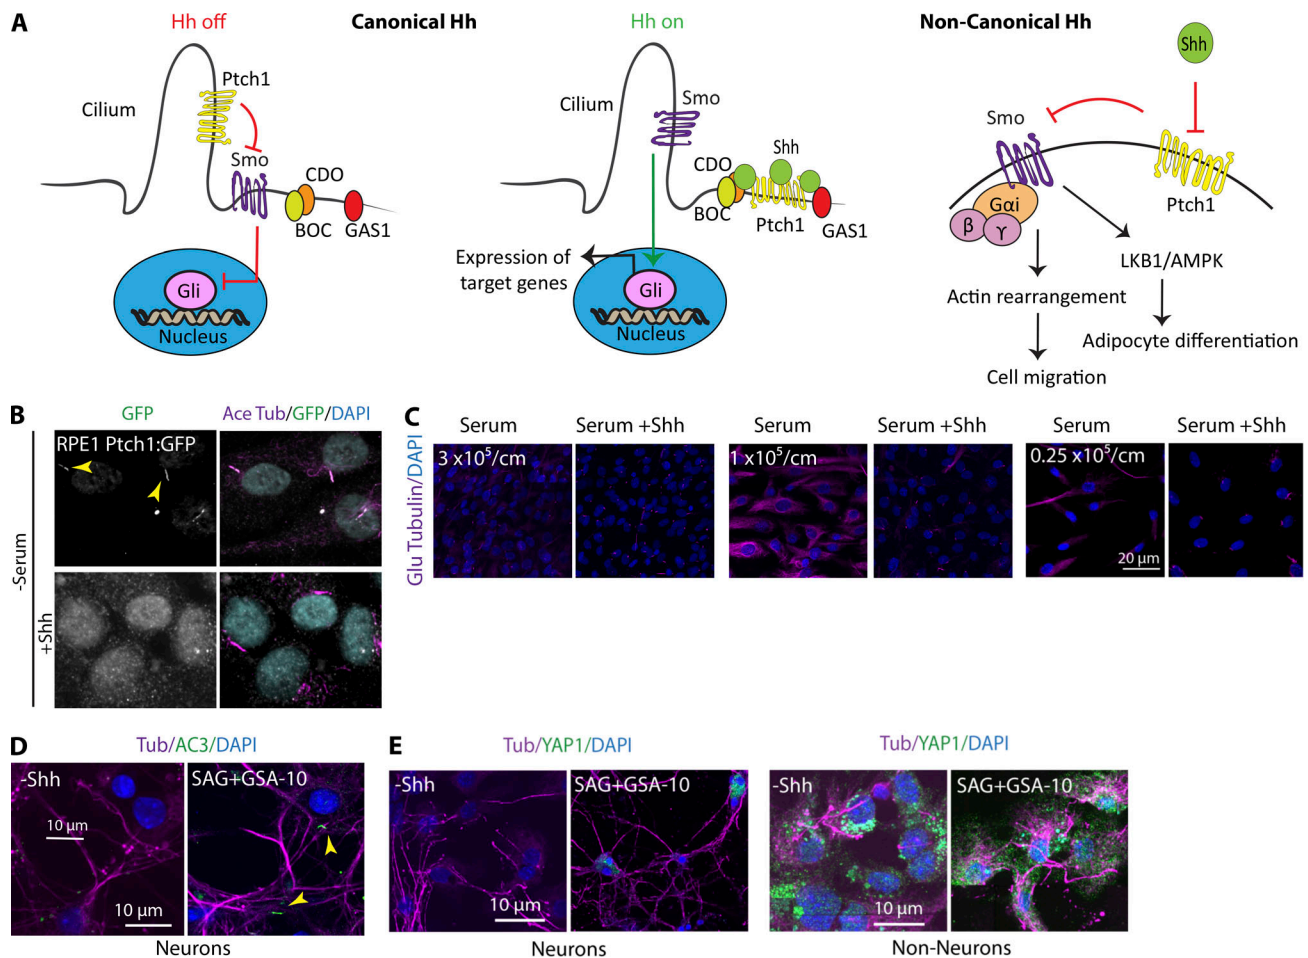 A
Hh off
Canonical Hh
Hh on
Non-Canonical Hh
Cilium
Ptch1
Smo
CDO
BOC
GAS1
Gli
Nucleus
Cilium
Smo
Shh
CDO
BOC
Ptch1
GAS1
Expression of
target genes
Gli
Nucleus
Shh
Smo
Ptch1
Gαi
β
γ
LKB1/AMPK
Actin rearrangement
Adipocyte differentiation
Cell migration
B
GFP
Ace Tub/GFP/DAPI
RPE1 Ptch1:GFP
-Serum
+Shh
C
Serum
Serum +Shh
Serum
Serum +Shh
Serum
Serum +Shh
Glu Tubulin/DAPI
3 x10⁵/cm
1 x10⁵/cm
0.25 x10⁵/cm
20 µm
D
Tub/AC3/DAPI
-Shh
SAG+GSA-10
10 µm
10 µm
Neurons
E
Tub/YAP1/DAPI
Tub/YAP1/DAPI
-Shh
SAG+GSA-10
-Shh
SAG+GSA-10
10 µm
10 µm
Neurons
Non-Neurons